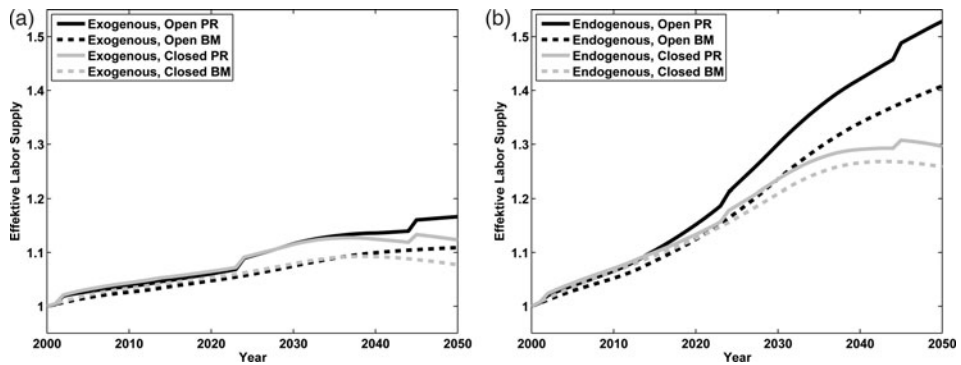 (a)
Exogenous, Open PR
Exogenous, Open BM
Exogenous, Closed PR
Exogenous, Closed BM
Effektive Labor Supply
1.5
1.4
1.3
1.2
1.1
1
2000 2010 2020 2030 2040 2050
Year
(b)
Endogenous, Open PR
Endogenous, Open BM
Endogenous, Closed PR
Endogenous, Closed BM
Effektive Labor Supply
1.5
1.4
1.3
1.2
1.1
1
2000 2010 2020 2030 2040 2050
Year